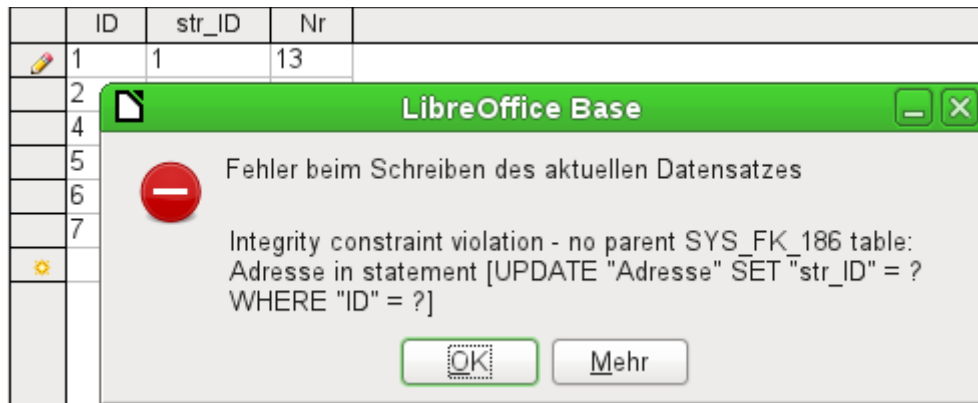 ID str_ID Nr
1 1 13
2
LibreOffice Base
4
5
Fehler beim Schreiben des aktuellen Datensatzes
6
7
Integrity constraint violation - no parent SYS_FK_186 table:
Adresse in statement [UPDATE "Adresse" SET "str_ID" = ?
WHERE "ID" = ?]
OK Mehr